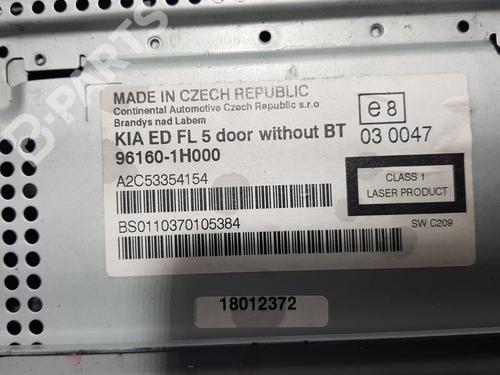 B-PARTS
MADE IN CZECH REPUBLIC
Continental Automotive Czech Republic s.r.o
Brandys nad Labem
KIA ED FL 5 door without BT
96160-1H000
A2C53354154
BS0110370105384
e8
03 0047
CLASS 1
LASER PRODUCT
SW C209
18012372